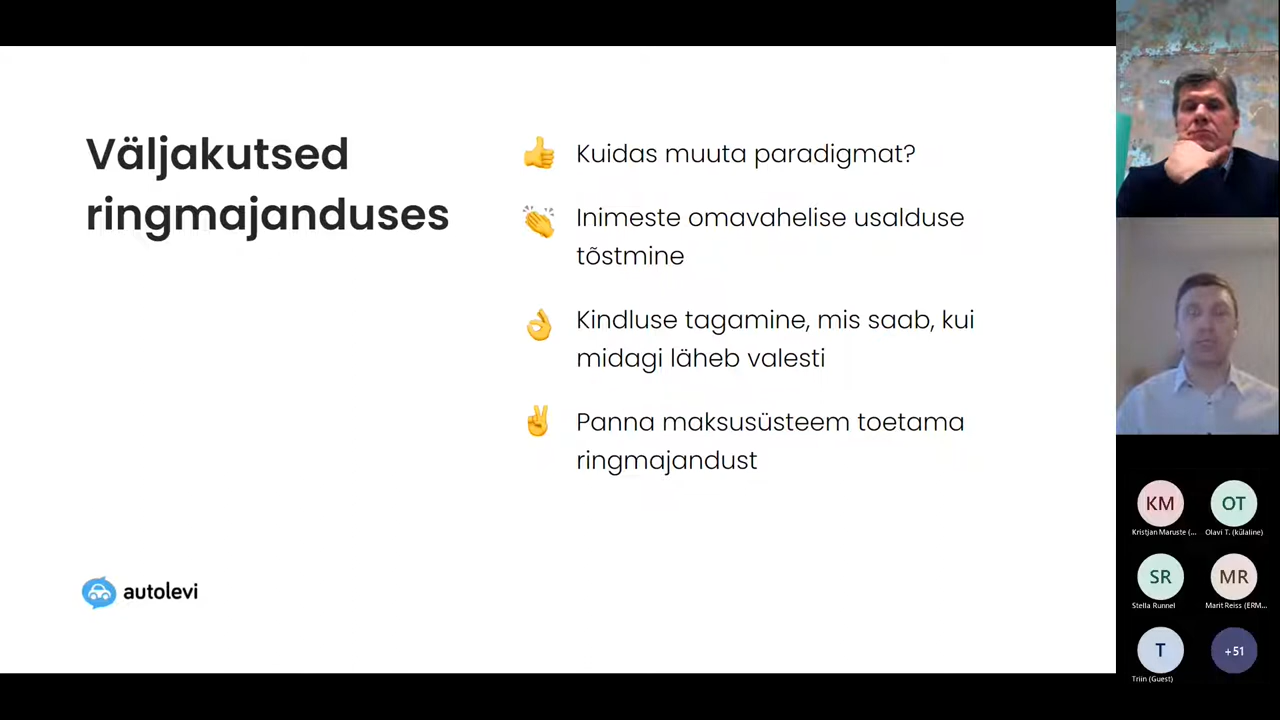 Väljakutsed
ringmajanduses
Kuidas muuta paradigmat?
Inimeste omavahelise usalduse
tõstmine
Kindluse tagamine, mis saab, kui
midagi läheb valesti
Panna maksusüsteem toetama
ringmajandust
autolevi
KM
Kristjan Maruste (...
OT
Olavi T. (külaline)
SR
Stella Runnel
MR
Marit Reiss (ERM...
T
Triin (Guest)
+51